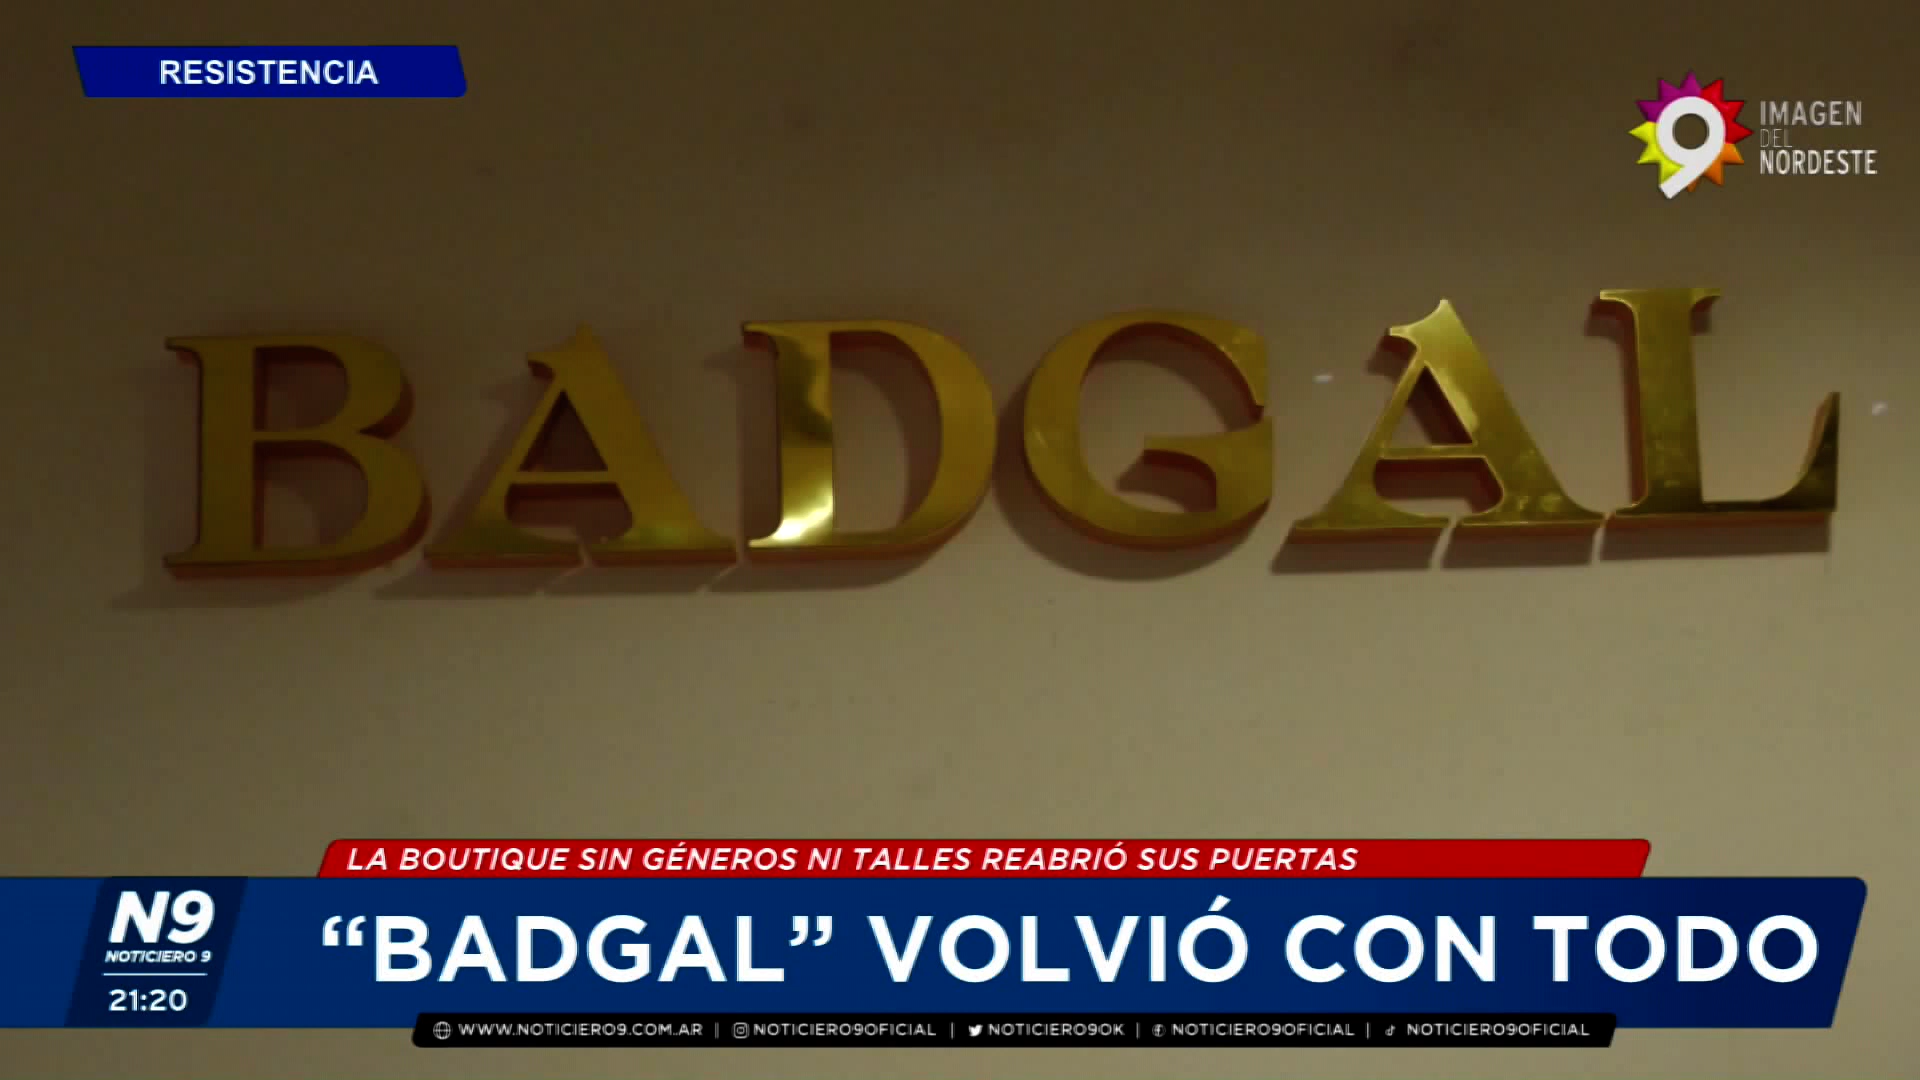 RESISTENCIA
9 IMAGEN
DEL
NORDESTE
BADGAL
LA BOUTIQUE SIN GÉNEROS NI TALLES REABRIÓ SUS PUERTAS
N9
NOTICIERO 9
21:20
“BADGAL” VOLVIÓ CON TODO
WWW.NOTICIERO9.COM.AR | NOTICIERO9OFICIAL | NOTICIERO9OK | NOTICIERO9OFICIAL | NOTICIERO9OFICIAL